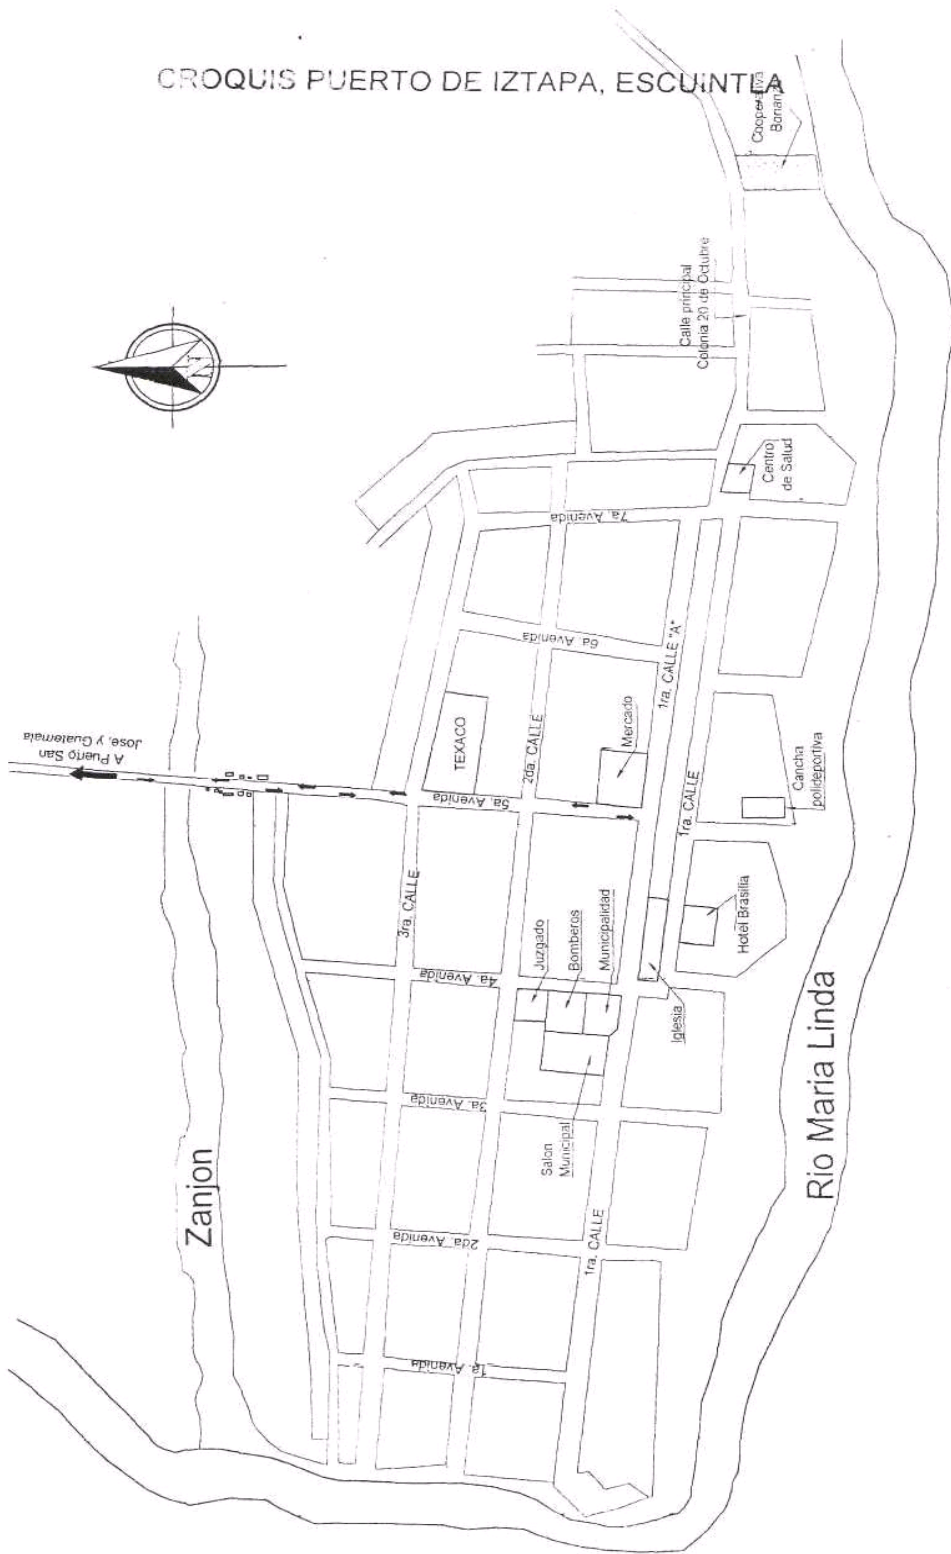 CROQUIS PUERTO DE IZTAPA, ESCUINTLA
Cooperativa
Bonanza
Calle principal
Colonia 20 de Octubre
N
Centro
de Salud
7a. Avenida
6a. Avenida
1ra. CALLE "A"
A Puerto San
Jose, y Guatemala
TEXACO
2da. CALLE
Mercado
5a. Avenida
1ra. CALLE
Cancha
polideportiva
3ra. CALLE
Juzgado
Bomberos
Municipalidad
Hotel Brasilia
4a. Avenida
Iglesia
Rio Maria Linda
3a. Avenida
Salon
Municipal
Zanjon
2da. Avenida
1ra. CALLE
1a. Avenida